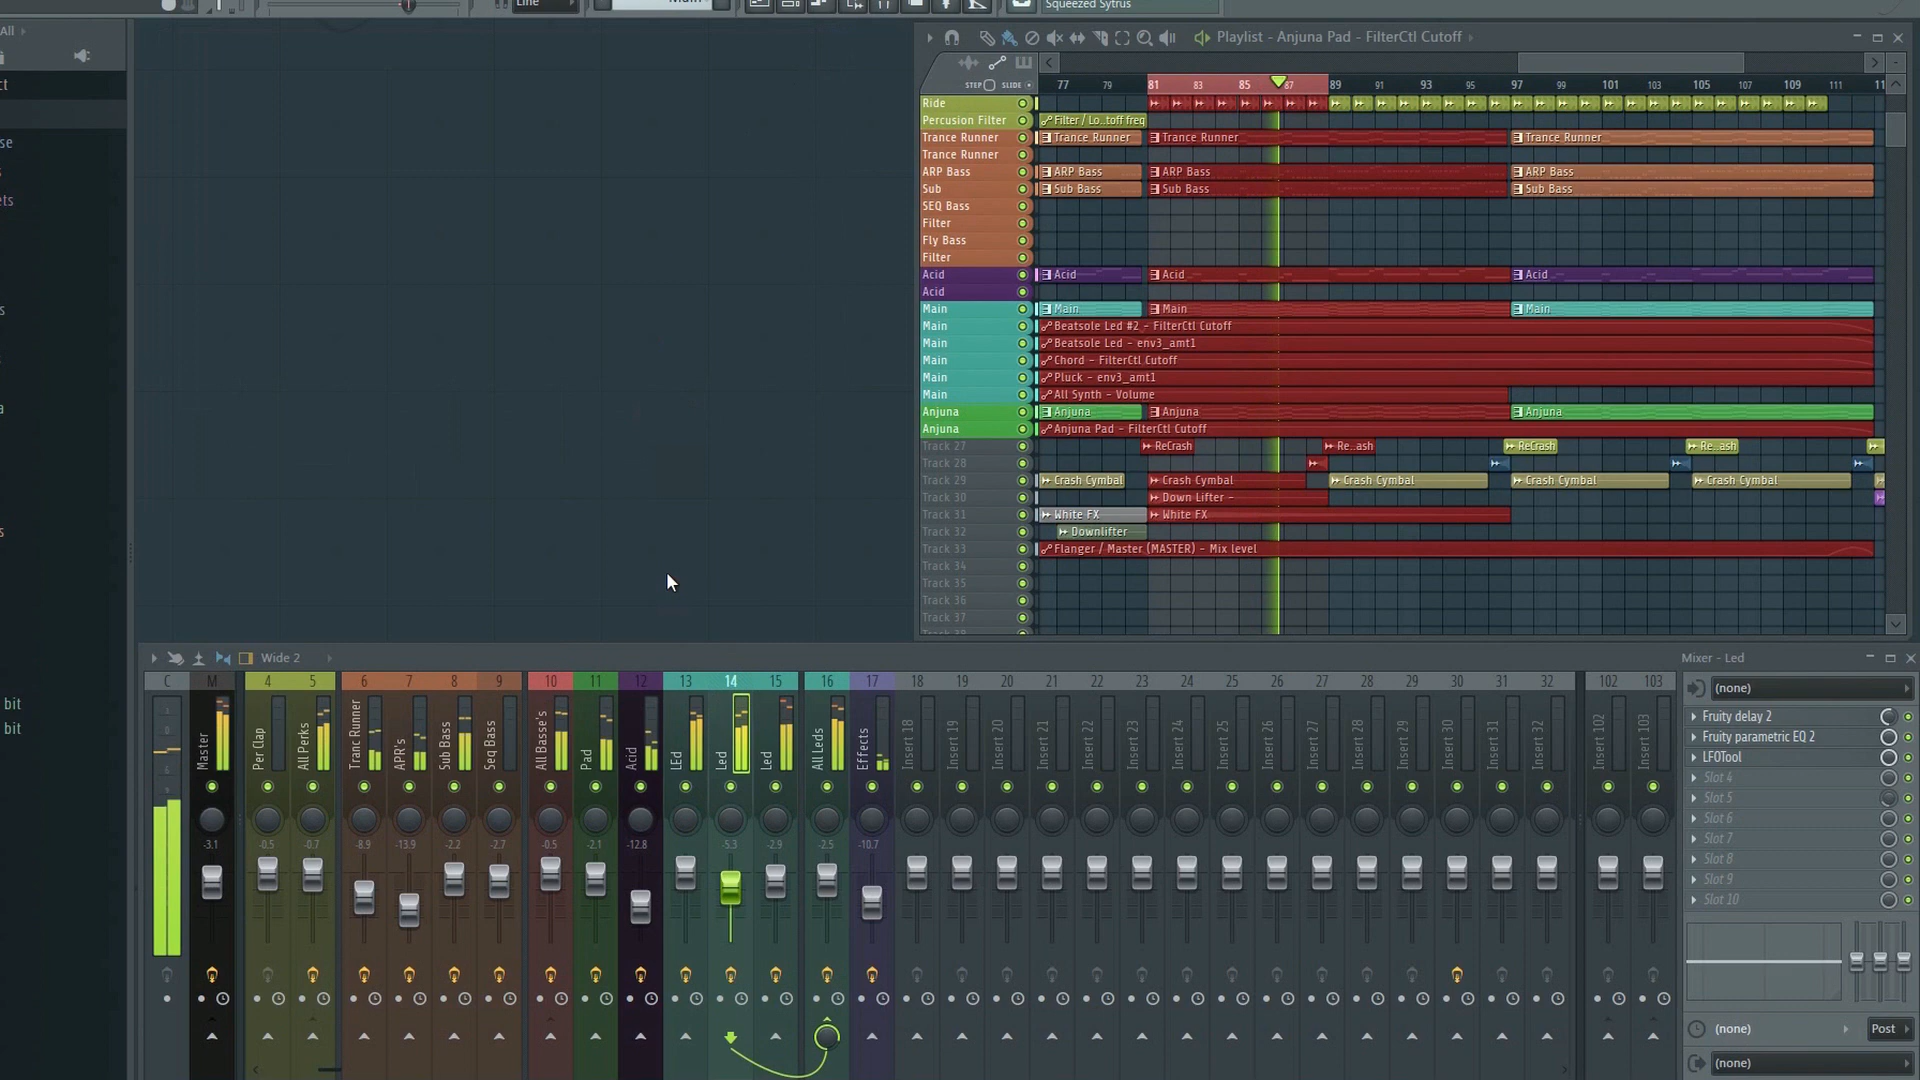 Line
Main
Squeezed Sytrus
All
ct
se
ets
s
a
s
bit
bit
Playlist - Anjuna Pad - FilterCtl Cutoff
STEP SLIDE
77 79 81 83 85 87 89 91 93 95 97 99 101 103 105 107 109 111 11
Ride
Percusion Filter Filter / Lo..toff freq
Trance Runner Trance Runner Trance Runner Trance Runner
Trance Runner
ARP Bass ARP Bass ARP Bass ARP Bass
Sub Sub Bass Sub Bass Sub Bass
SEQ Bass
Filter
Fly Bass
Filter
Acid Acid Acid Acid
Acid
Main Main Main Main
Main Beatsole Led #2 - FilterCtl Cutoff
Main Beatsole Led - env3_amt1
Main Chord - FilterCtl Cutoff
Main Pluck - env3_amt1
Main All Synth - Volume
Anjuna Anjuna Anjuna Anjuna
Anjuna Anjuna Pad - FilterCtl Cutoff
Track 27 ReCrash Re..ash ReCrash Re..ash
Track 28
Track 29 Crash Cymbal Crash Cymbal Crash Cymbal Crash Cymbal Crash Cymbal
Track 30 Down Lifter -
Track 31 White FX White FX
Track 32 Downlifter
Track 33 Flanger / Master (MASTER) - Mix level
Track 34
Track 35
Track 36
Track 37
Wide 2
Mixer - Led
C M 4 5 6 7 8 9 10 11 12 13 14 15 16 17 18 19 20 21 22 23 24 25 26 27 28 29 30 31 32 102 103
Master Per Clap All Perks Tranc Runner APR's Sub Bass Seq Bass All Basse's Pad Acid LEd Led Led All Leds Effects Insert 18 Insert 19 Insert 20 Insert 21 Insert 22 Insert 23 Insert 24 Insert 25 Insert 26 Insert 27 Insert 28 Insert 29 Insert 30 Insert 31 Insert 32 Insert 102 Insert 103
-3.1 -0.5 -0.7 -8.9 -13.9 -2.2 -2.7 -0.5 -2.1 -12.8 -5.3 -2.9 -2.5 -10.7
(none)
Fruity delay 2
Fruity parametric EQ 2
LFOTool
Slot 4
Slot 5
Slot 6
Slot 7
Slot 8
Slot 9
Slot 10
(none) Post
(none)